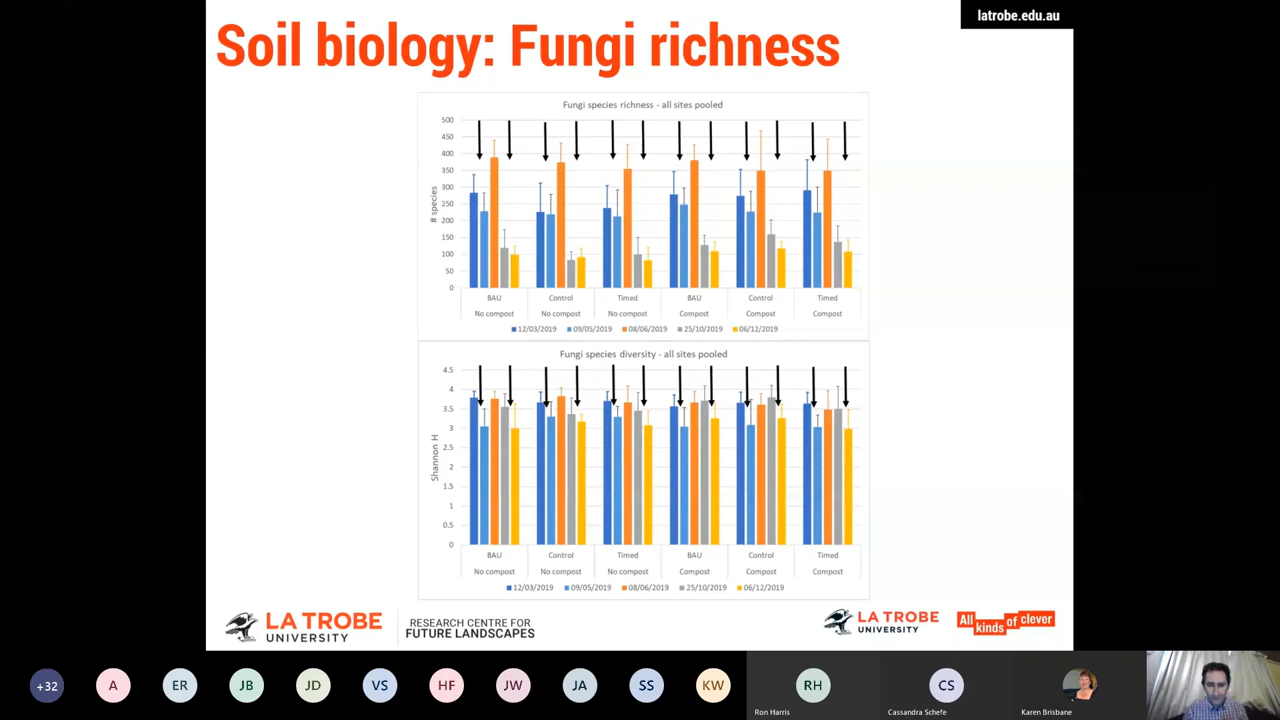 latrobe.edu.au
Soil biology: Fungi richness
Fungi species richness - all sites pooled
# species
500
450
400
350
300
250
200
150
100
50
0
BAU Control Timed BAU Control Timed
No compost No compost No compost Compost Compost Compost
12/03/2019 09/05/2019 08/06/2019 25/10/2019 06/12/2019
Fungi species diversity - all sites pooled
Shannon H
4.5
4
3.5
3
2.5
2
1.5
1
0.5
0
BAU Control Timed BAU Control Timed
No compost No compost No compost Compost Compost Compost
12/03/2019 09/05/2019 08/06/2019 25/10/2019 06/12/2019
LA TROBE
UNIVERSITY
RESEARCH CENTRE FOR
FUTURE LANDSCAPES
LA TROBE
UNIVERSITY
All kinds of clever
+32 A ER JB JD VS HF JW JA SS KW RH CS
Ron Harris Cassandra Schefe Karen Brisbane